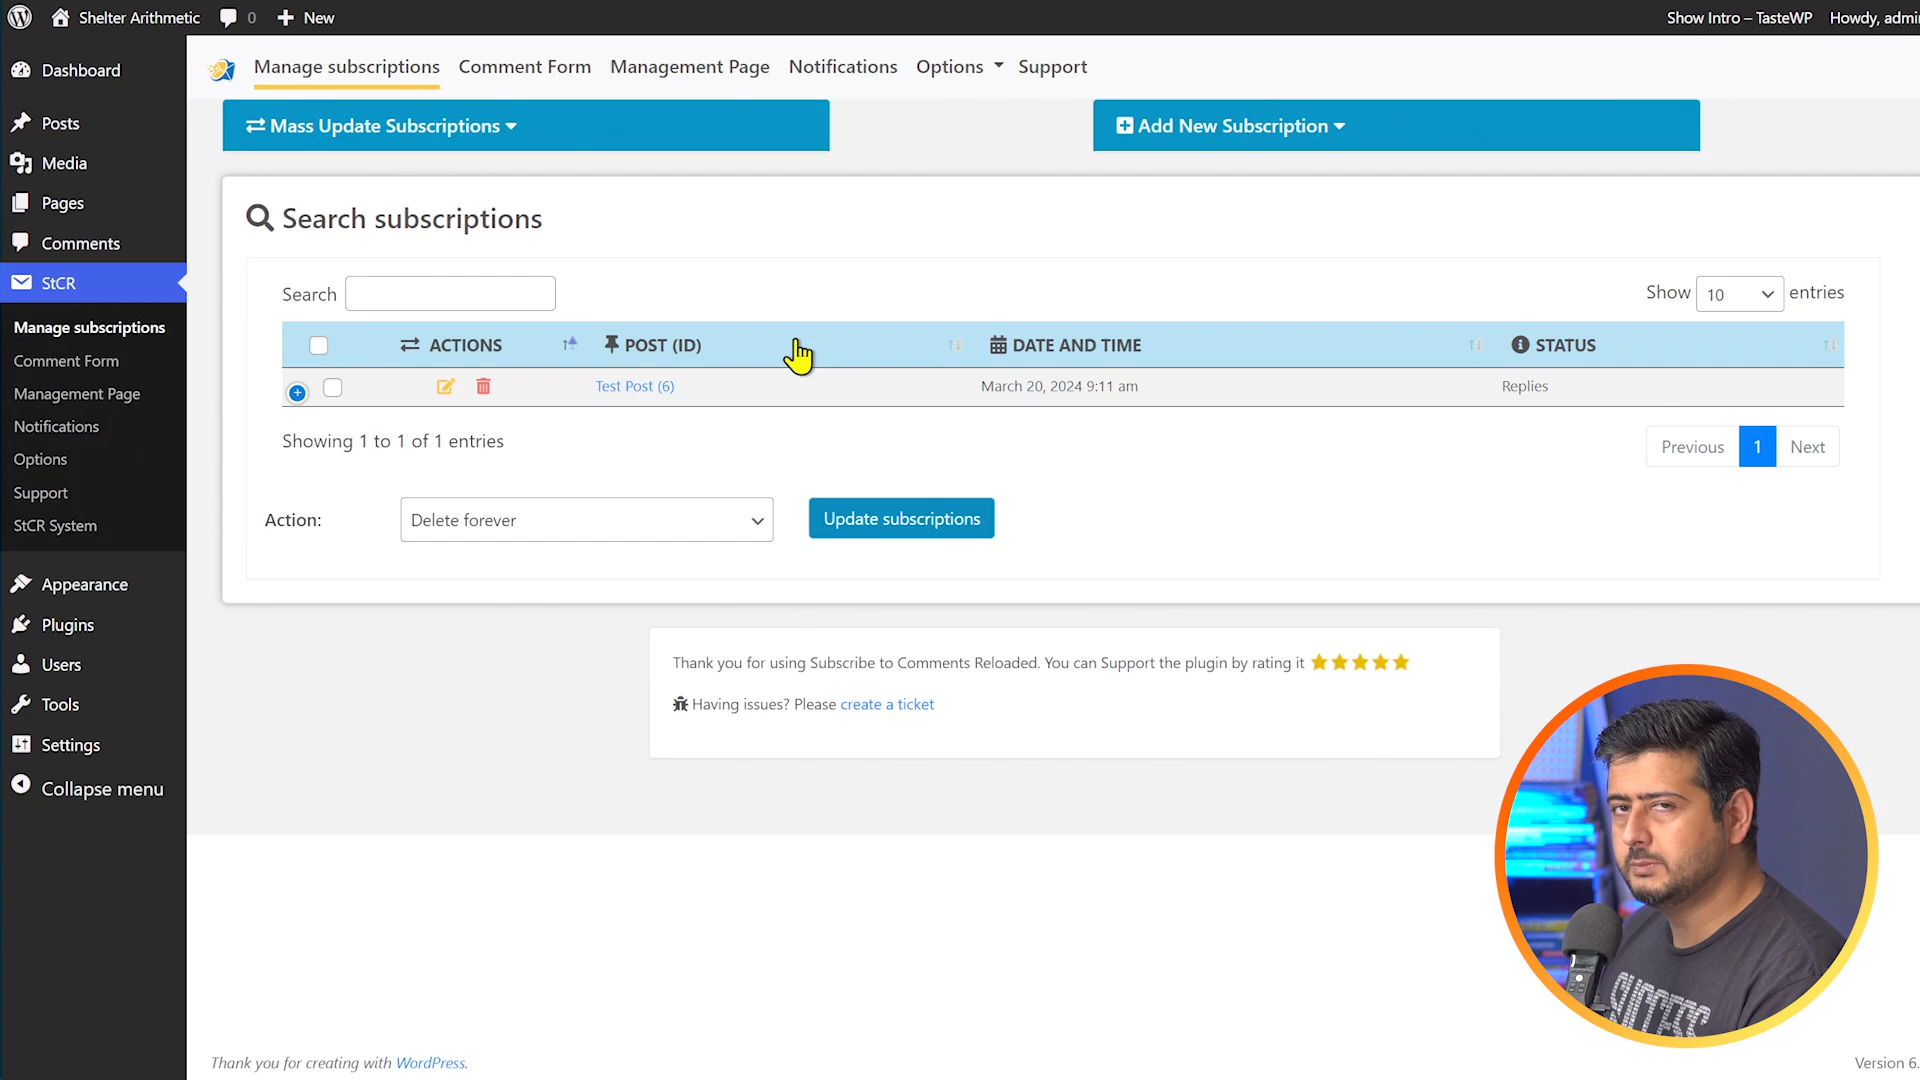 Shelter Arithmetic 0 New Show Intro – TasteWP Howdy, admin
Manage subscriptions Comment Form Management Page Notifications Options Support
Dashboard
Posts
Media
Pages
Comments
StCR
Manage subscriptions
Comment Form
Management Page
Notifications
Options
Support
StCR System
Appearance
Plugins
Users
Tools
Settings
Collapse menu
Mass Update Subscriptions Add New Subscription
Search subscriptions
Search Show 10 entries
ACTIONS POST (ID) DATE AND TIME STATUS
Test Post (6) March 20, 2024 9:11 am Replies
Showing 1 to 1 of 1 entries Previous 1 Next
Action: Delete forever Update subscriptions
Thank you for using Subscribe to Comments Reloaded. You can Support the plugin by rating it
Having issues? Please create a ticket
SUCCESS
Thank you for creating with WordPress. Version 6.